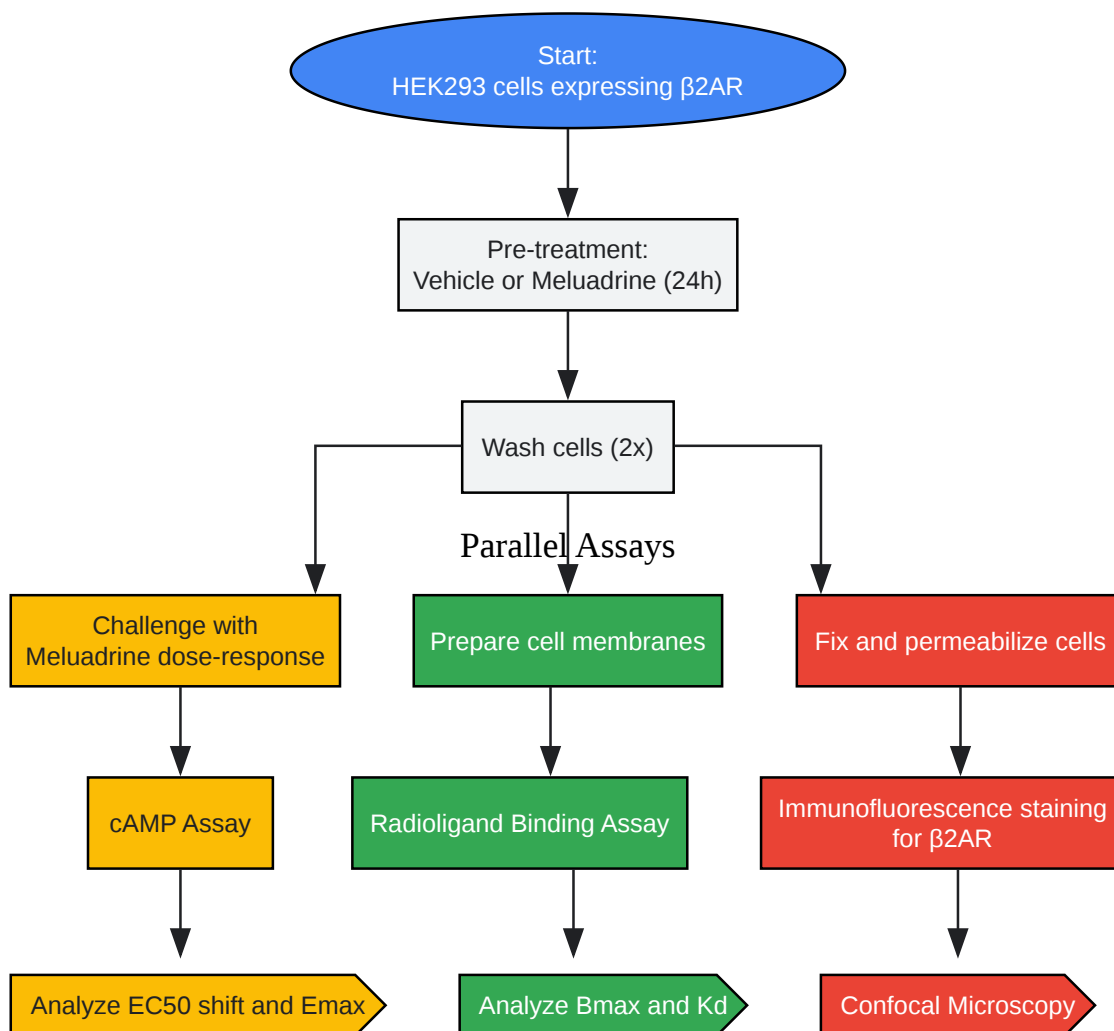 Start:
HEK293 cells expressing β2AR
Pre-treatment:
Vehicle or Meluadrine (24h)
Wash cells (2x)
Parallel Assays
Challenge with
Meluadrine dose-response
Prepare cell membranes
Fix and permeabilize cells
cAMP Assay
Radioligand Binding Assay
Immunofluorescence staining
for β2AR
Analyze EC50 shift and Emax
Analyze Bmax and Kd
Confocal Microscopy